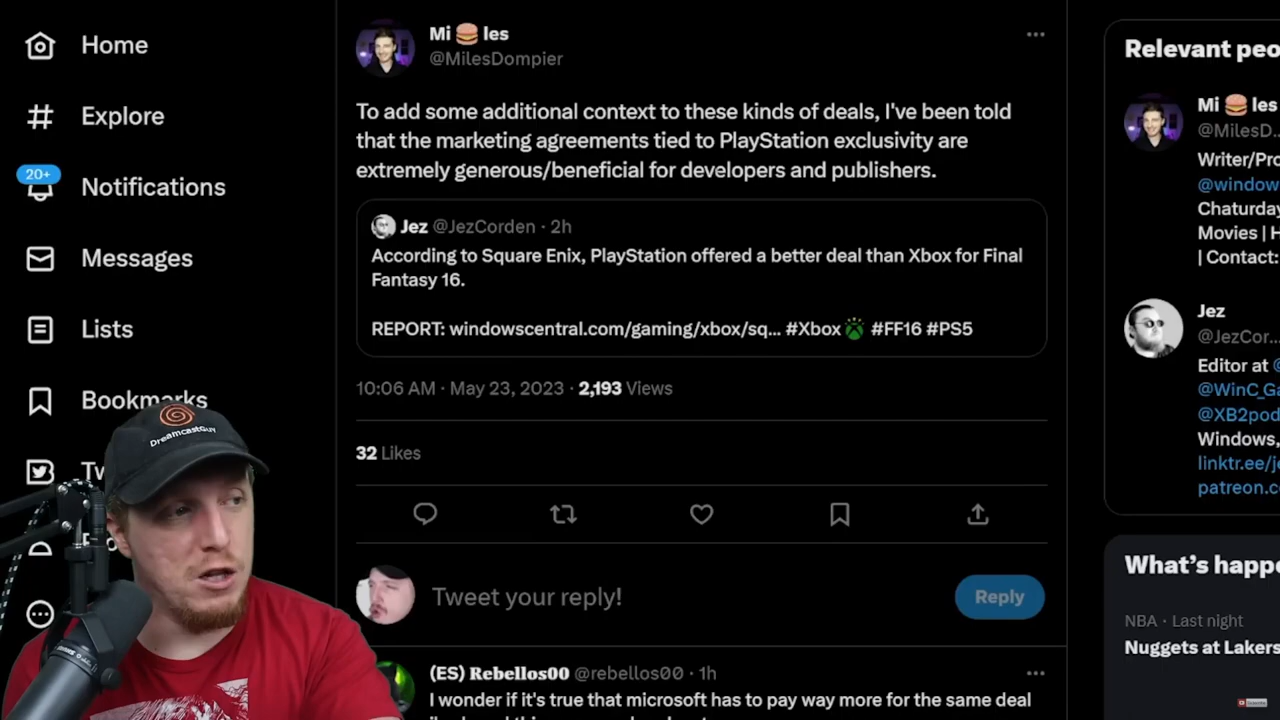 Home
Explore
20+
Notifications
Messages
Lists
Bookmarks
Tw
DreamcastGuy
Mi 🍔 les
@MilesDompier
To add some additional context to these kinds of deals, I've been told
that the marketing agreements tied to PlayStation exclusivity are
extremely generous/beneficial for developers and publishers.
Jez @JezCorden · 2h
According to Square Enix, PlayStation offered a better deal than Xbox for Final
Fantasy 16.
REPORT: windowscentral.com/gaming/xbox/sq... #Xbox #FF16 #PS5
10:06 AM · May 23, 2023 · 2,193 Views
32 Likes
Tweet your reply!
Reply
(ES) Rebellos00 @rebellos00 · 1h
I wonder if it's true that microsoft has to pay way more for the same deal
Relevant peo
Mi 🍔 les
@MilesD...
Writer/Pro
@window
Chaturday
Movies | H
| Contact:
Jez
@JezCor...
Editor at @
@WinC_Ga
@XB2pod
Windows,
linktr.ee/je
patreon.c
What's happe
NBA · Last night
Nuggets at Lakers